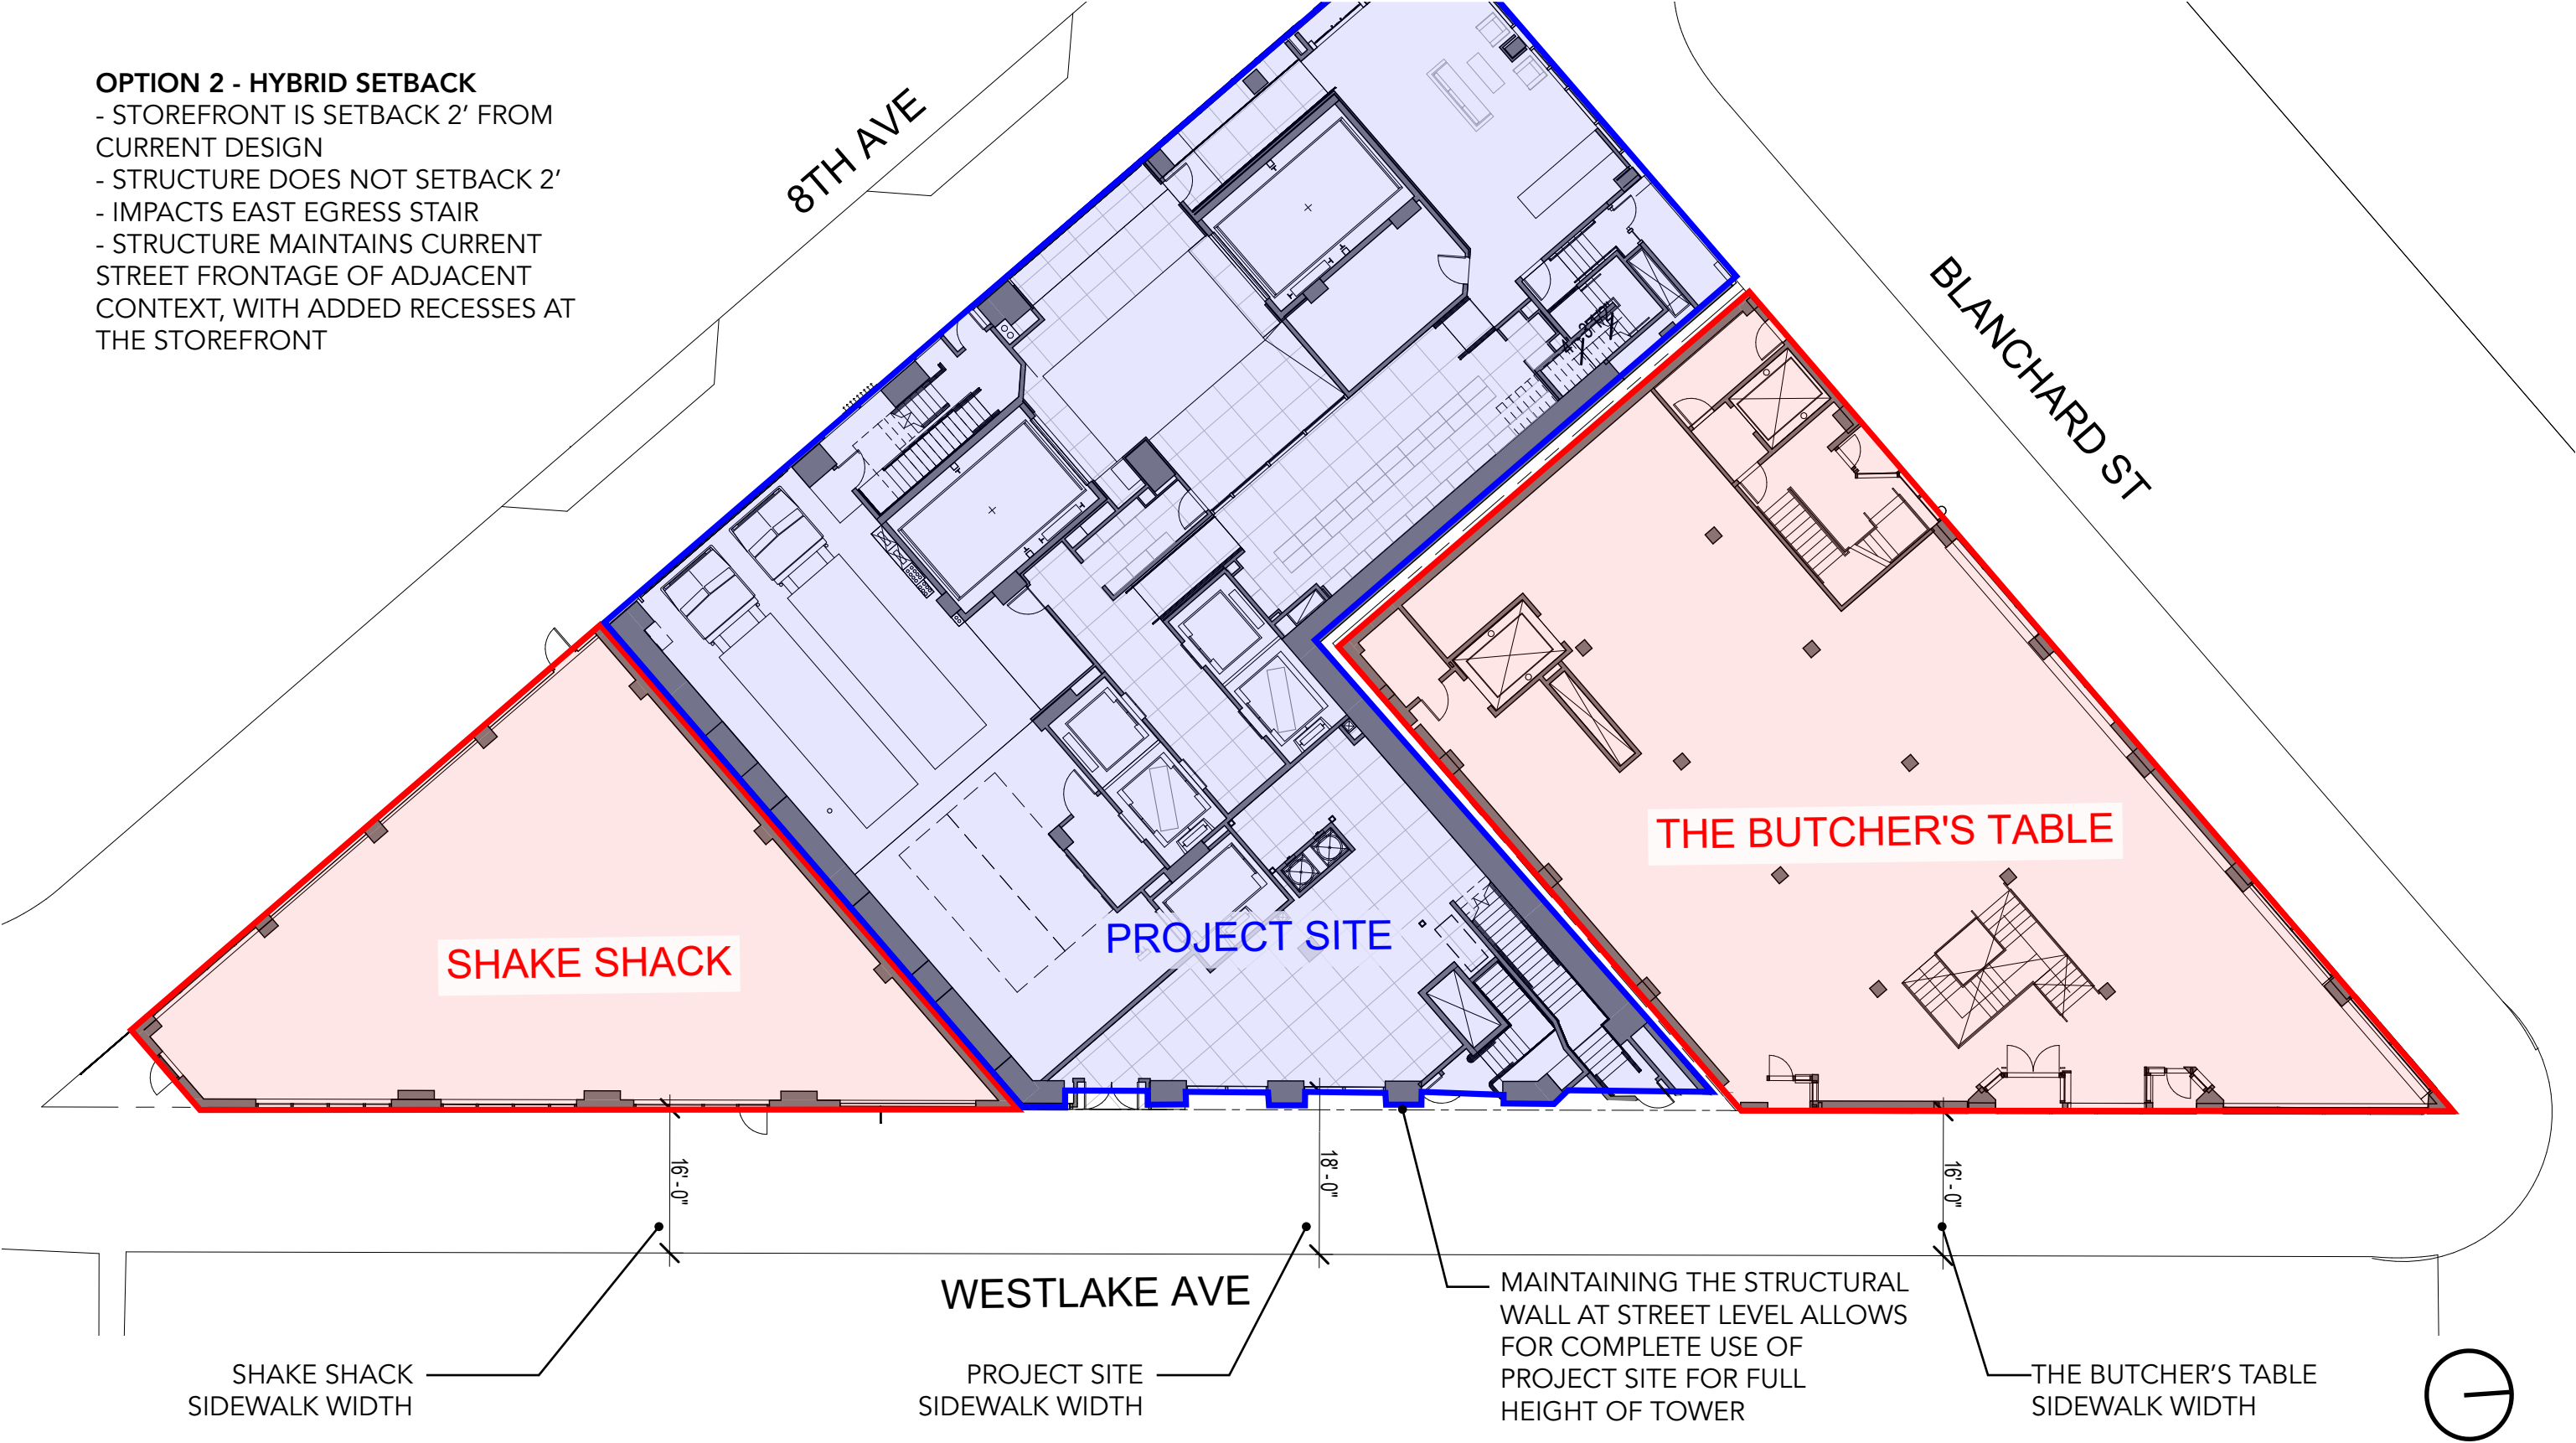 OPTION 2 - HYBRID SETBACK
- STOREFRONT IS SETBACK 2’ FROM
CURRENT DESIGN
- STRUCTURE DOES NOT SETBACK 2’
- IMPACTS EAST EGRESS STAIR
- STRUCTURE MAINTAINS CURRENT
STREET FRONTAGE OF ADJACENT
CONTEXT, WITH ADDED RECESSES AT
THE STOREFRONT
8TH AVE
BLANCHARD ST
THE BUTCHER'S TABLE
PROJECT SITE
SHAKE SHACK
16' - 0"
18' - 0"
16' - 0"
WESTLAKE AVE
SHAKE SHACK
SIDEWALK WIDTH
PROJECT SITE
SIDEWALK WIDTH
MAINTAINING THE STRUCTURAL
WALL AT STREET LEVEL ALLOWS
FOR COMPLETE USE OF
PROJECT SITE FOR FULL
HEIGHT OF TOWER
THE BUTCHER’S TABLE
SIDEWALK WIDTH